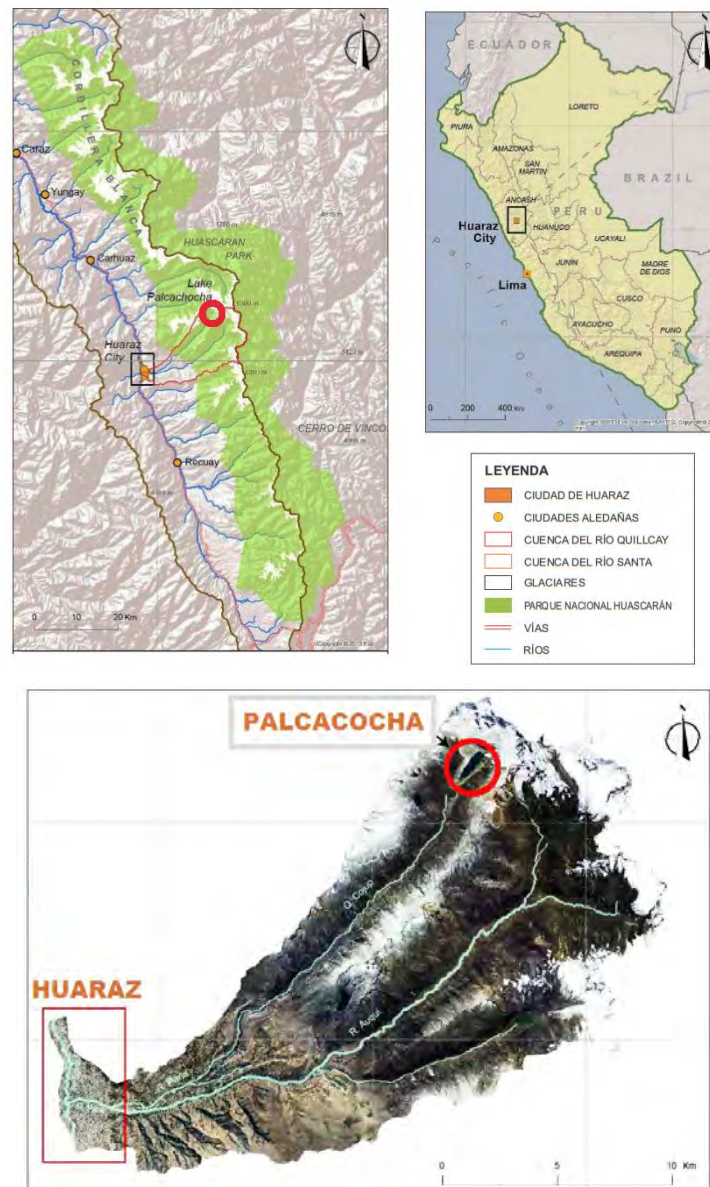 CORDILLERA BLANCA
Caraz
Yungay
Carhuaz
HUASCARAN
PARK
Lake
Palcachocha
Huaraz
City
CERRO DE VINCOS
Recuay
0 10 20 Km
ECUADOR
LORETO
PIURA
AMAZONAS
SAN
MARTIN
BRAZIL
ANCASH
PERU
Huaraz
City
HUANUCO
UCAYALI
JUNIN
MADRE
DE DIOS
Lima
CUSCO
AYACUCHO
PUNO
AREQUIPA
0 200 400 Km
LEYENDA
CIUDAD DE HUARAZ
CIUDADES ALEDAÑAS
CUENCA DEL RÍO QUILLCAY
CUENCA DEL RÍO SANTA
GLACIARES
PARQUE NACIONAL HUASCARÁN
VÍAS
RÍOS
PALCACOCHA
Q. Cojup
R. Auqui
HUARAZ
0 5 10 Km